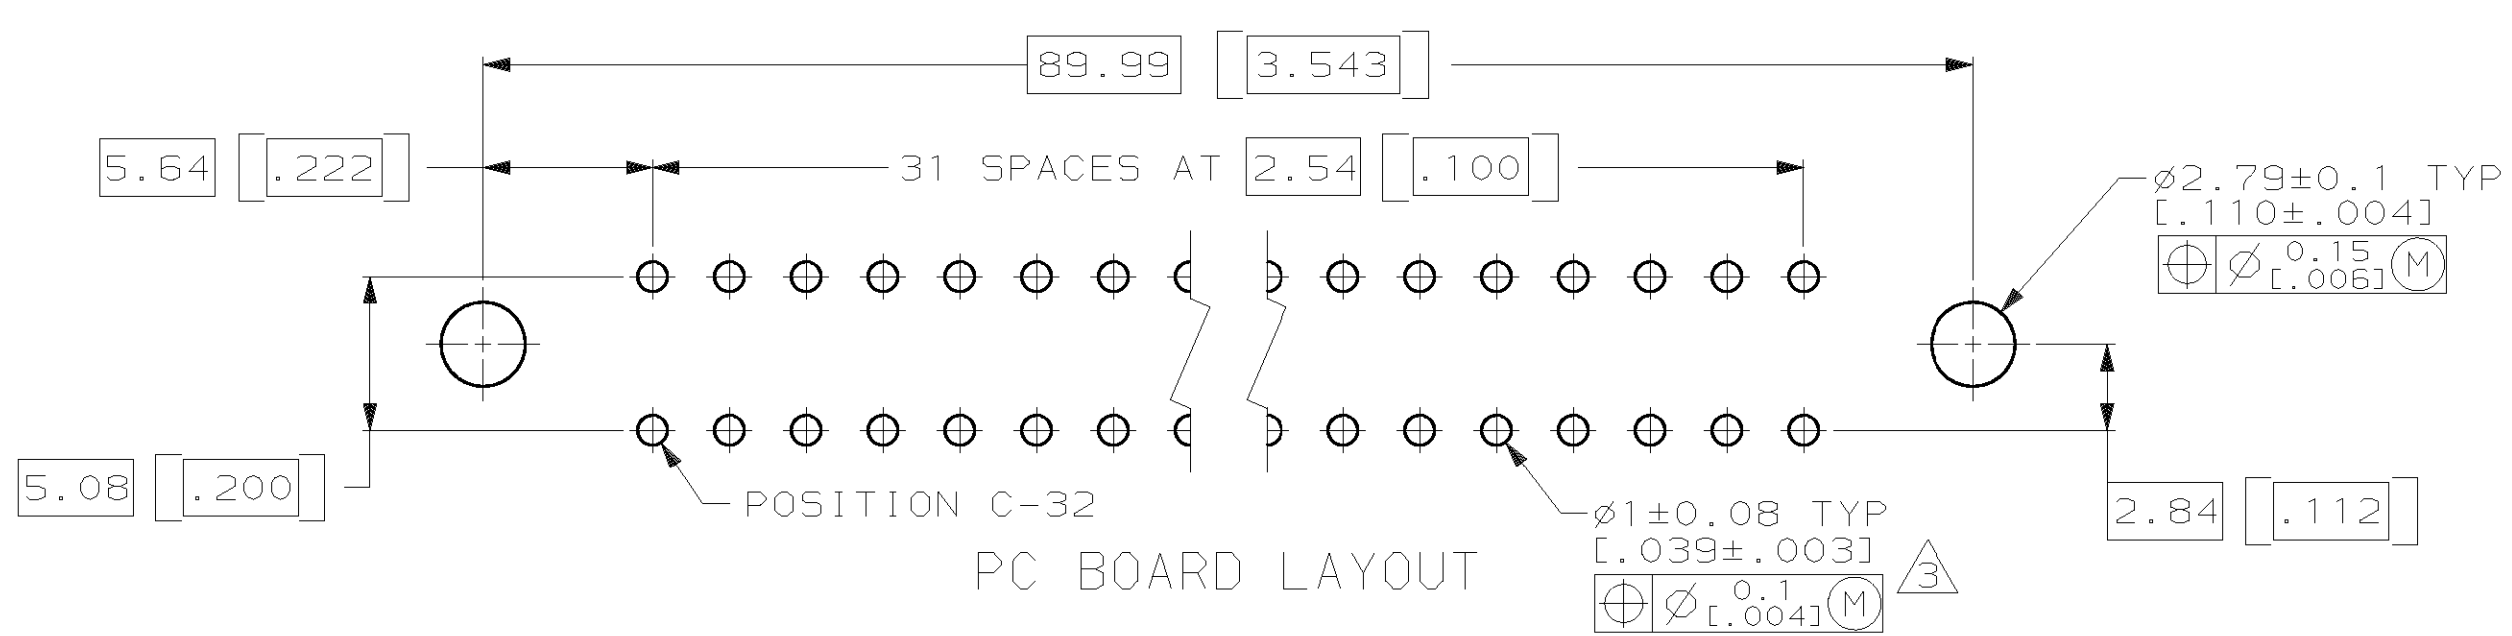 89.99 [3.543]
5.64 [.222]
31 SPACES AT 2.54 [.100]
⌀2.79±0.1 TYP
[.110±.004]
⌖ ⌀ 0.15 [.006] Ⓜ
5.08 [.200]
POSITION C-32
⌀1±0.08 TYP
[.039±.003]
⌖ ⌀ 0.1 [.004] Ⓜ
3
2.84 [.112]
PC BOARD LAYOUT